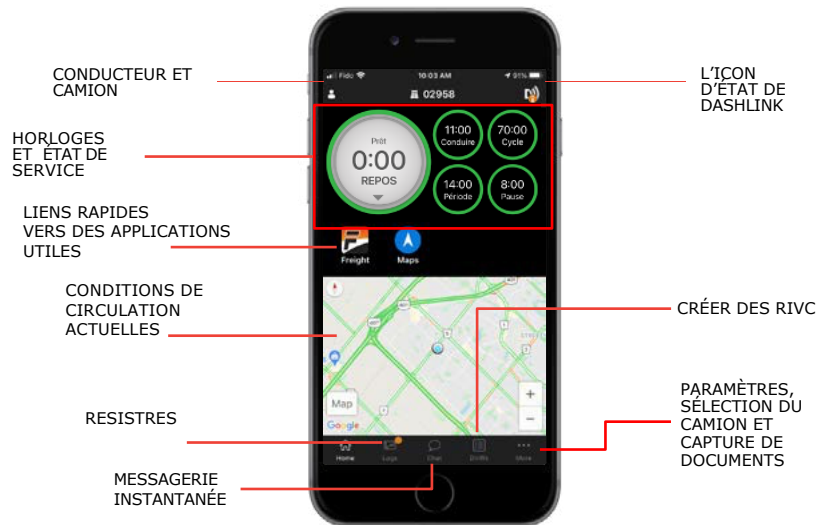 CONDUCTEUR ET
CAMION
L'IÇON
D'ÉTAT DE
DASHLINK
Fido
10:03 AM
91%
02958
HORLOGES
ET ÉTAT DE
SERVICE
Prêt
0:00
REPOS
11:00
Conduire
70:00
Cycle
14:00
Période
8:00
Pause
LIENS RAPIDES
VERS DES APPLICATIONS
UTILES
Freight
Maps
CONDITIONS DE
CIRCULATION
ACTUELLES
CRÉER DES RIVC
Map
+
−
Google
RESISTRES
PARAMÈTRES,
SÉLECTION DU
CAMION ET
CAPTURE DE
DOCUMENTS
Home
Logs
Chat
DVIRs
More
MESSAGERIE
INSTANTANÉE